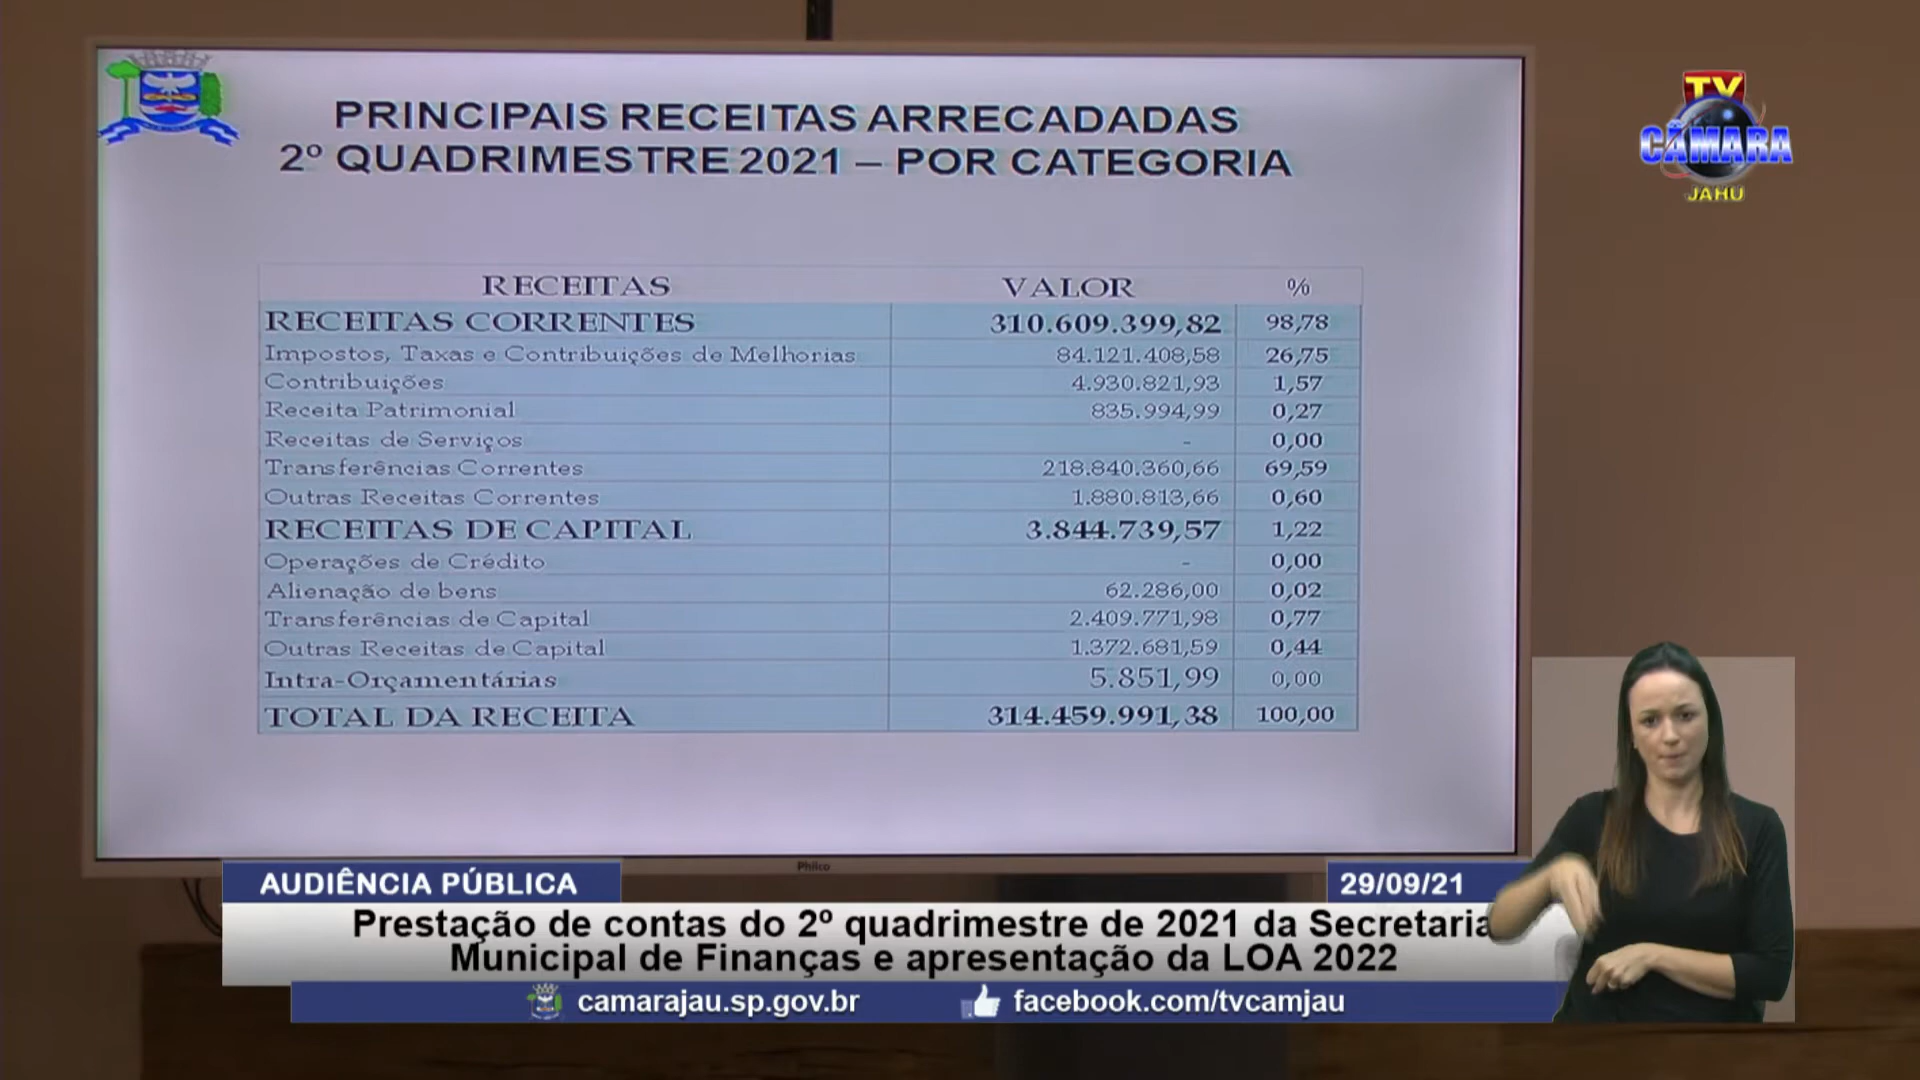 PRINCIPAIS RECEITAS ARRECADADAS
2º QUADRIMESTRE 2021 – POR CATEGORIA
TV
CÂMARA
JAHU
RECEITAS VALOR %
RECEITAS CORRENTES 310.609.399,82 98,78
Impostos, Taxas e Contribuições de Melhorias 84.121.408,58 26,75
Contribuições 4.930.821,93 1,57
Receita Patrimonial 835.994,99 0,27
Receitas de Serviços - 0,00
Transferências Correntes 218.840.360,66 69,59
Outras Receitas Correntes 1.880.813,66 0,60
RECEITAS DE CAPITAL 3.844.739,57 1,22
Operações de Crédito - 0,00
Alienação de bens 62.286,00 0,02
Transferências de Capital 2.409.771,98 0,77
Outras Receitas de Capital 1.372.681,59 0,44
Intra-Orçamentárias 5.851,99 0,00
TOTAL DA RECEITA 314.459.991,38 100,00
Philco
AUDIÊNCIA PÚBLICA 29/09/21
Prestação de contas do 2º quadrimestre de 2021 da Secretaria
Municipal de Finanças e apresentação da LOA 2022
camarajau.sp.gov.br facebook.com/tvcamjau